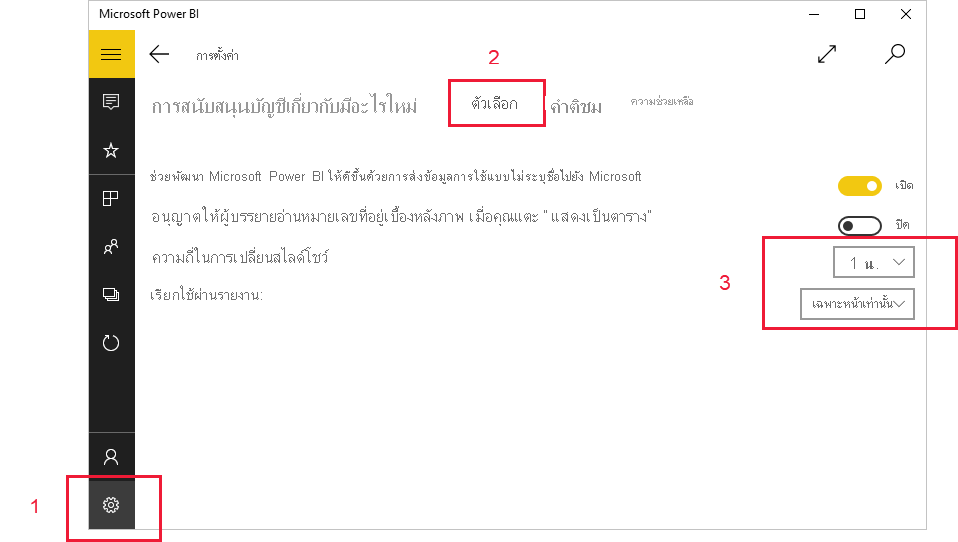 Microsoft Power BI
การตั้งค่า
2
การสนับสนุนบัญชีเกี่ยวกับมีอะไรใหม่ ตัวเลือก คำติชม ความช่วยเหลือ
ช่วยพัฒนา Microsoft Power BI ให้ดีขึ้นด้วยการส่งข้อมูลการใช้แบบไม่ระบุชื่อไปยัง Microsoft เปิด
อนุญาตให้ผู้บรรยายอ่านหมายเลขที่อยู่เบื้องหลังภาพ เมื่อคุณแตะ "แสดงเป็นตาราง" ปิด
ความถี่ในการเปลี่ยนสไลด์โชว์ 1 น.
3
เรียกใช้ผ่านรายงาน: เฉพาะหน้าเท่านั้น
1